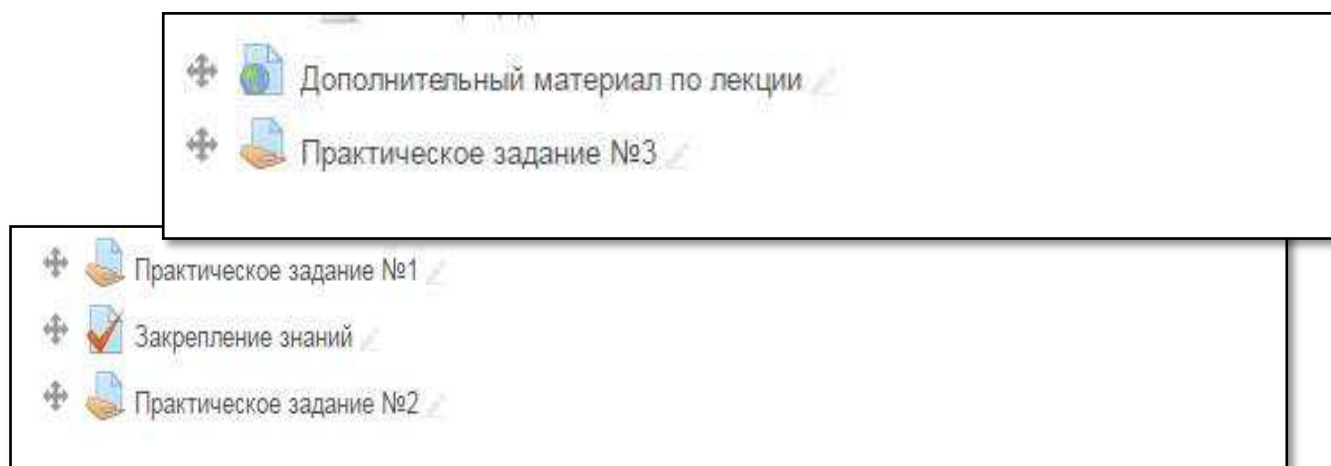 Дополнительный материал по лекции
Практическое задание №3
Практическое задание №1
Закрепление знаний
Практическое задание №2